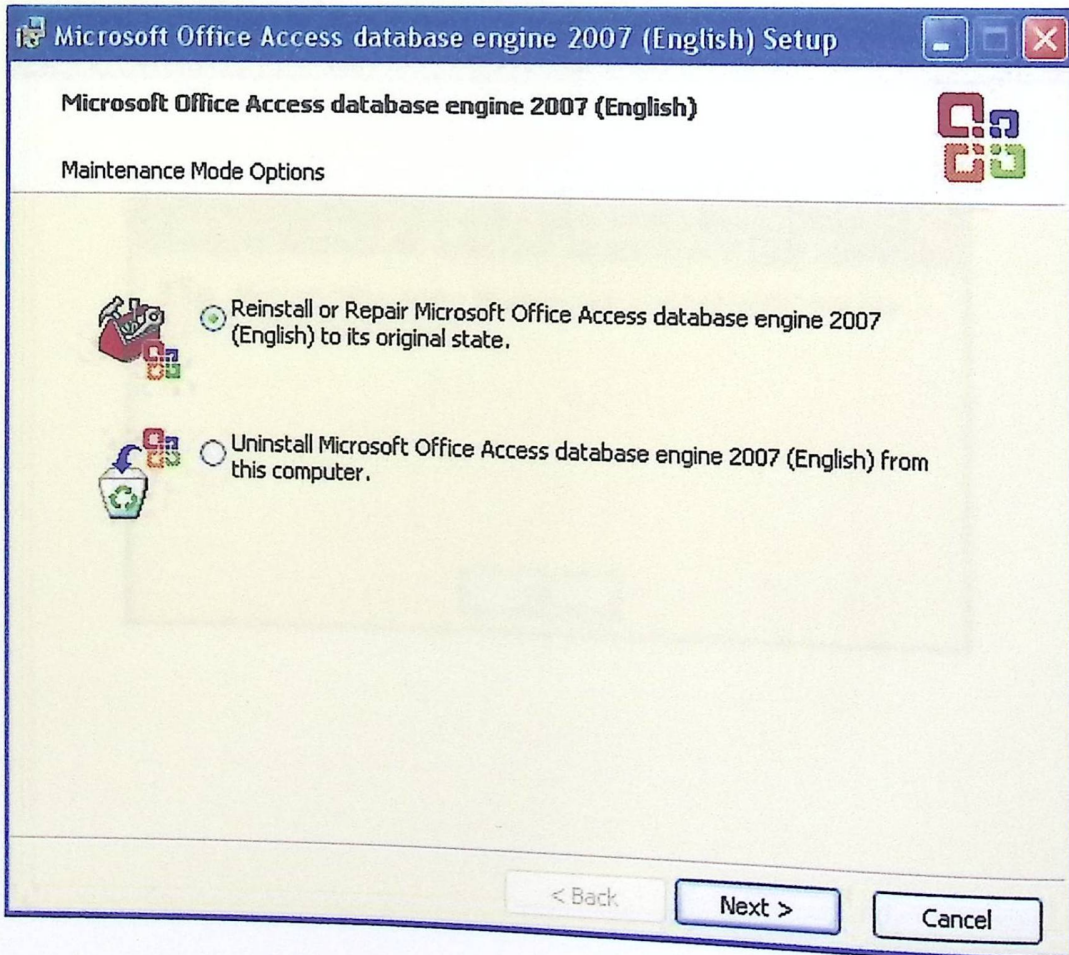 Microsoft Office Access database engine 2007 (English) Setup
Microsoft Office Access database engine 2007 (English)
Maintenance Mode Options
Reinstall or Repair Microsoft Office Access database engine 2007
(English) to its original state.
Uninstall Microsoft Office Access database engine 2007 (English) from
this computer.
< Back
Next >
Cancel